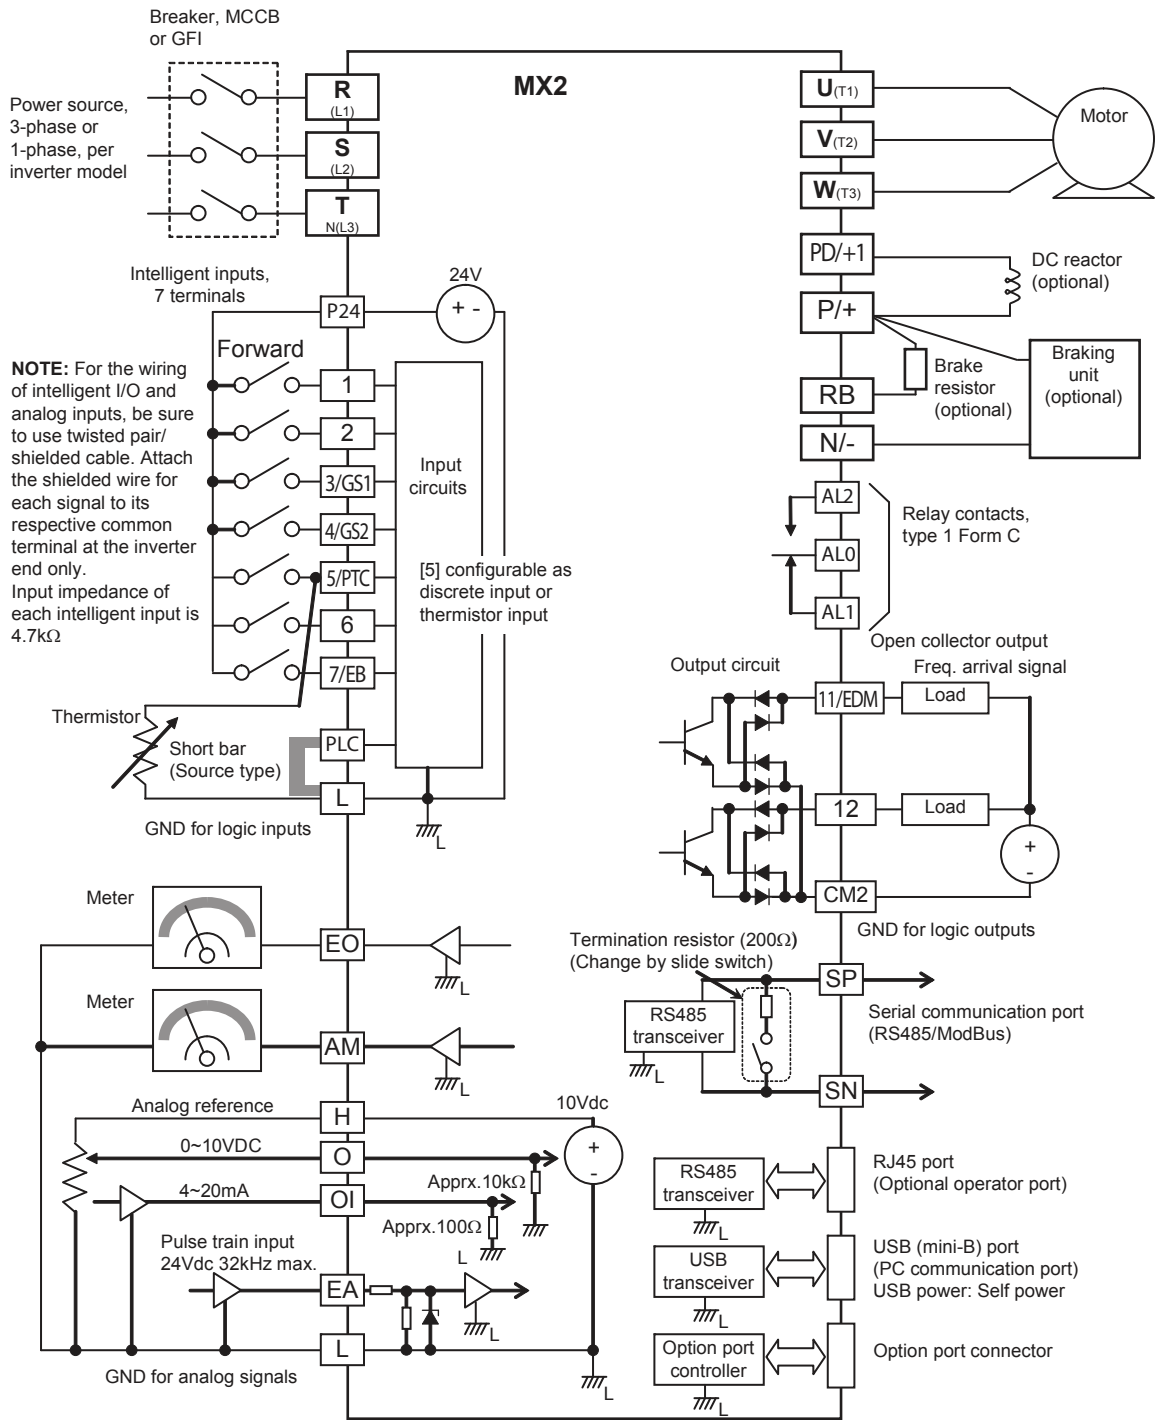 Breaker, MCCB
or GFI
MX2
Power source,
3-phase or
1-phase, per
inverter model
R
(L1)
S
(L2)
T
N(L3)
U(T1)
V(T2)
W(T3)
Motor
PD/+1
P/+
RB
N/-
DC reactor
(optional)
Brake
resistor
(optional)
Braking
unit
(optional)
Intelligent inputs,
7 terminals
24V
+ -
P24
Forward
NOTE: For the wiring
of intelligent I/O and
analog inputs, be sure
to use twisted pair/
shielded cable. Attach
the shielded wire for
each signal to its
respective common
terminal at the inverter
end only.
Input impedance of
each intelligent input is
4.7kΩ
1
2
3/GS1
4/GS2
5/PTC
6
7/EB
PLC
L
Input
circuits
[5] configurable as
discrete input or
thermistor input
Thermistor
Short bar
(Source type)
GND for logic inputs
L
AL2
AL0
AL1
Relay contacts,
type 1 Form C
Open collector output
Output circuit
Freq. arrival signal
11/EDM
Load
12
Load
+
-
CM2
GND for logic outputs
Meter
EO
L
Meter
AM
L
Termination resistor (200Ω)
(Change by slide switch)
SP
RS485
transceiver
L
Serial communication port
(RS485/ModBus)
SN
Analog reference
H
10Vdc
+
-
0~10VDC
O
Apprx.10kΩ
4~20mA
OI
Apprx.100Ω
L
Pulse train input
24Vdc 32kHz max.
EA
L
L
GND for analog signals
L
RS485
transceiver
L
RJ45 port
(Optional operator port)
USB
transceiver
L
USB (mini-B) port
(PC communication port)
USB power: Self power
Option port
controller
L
Option port connector